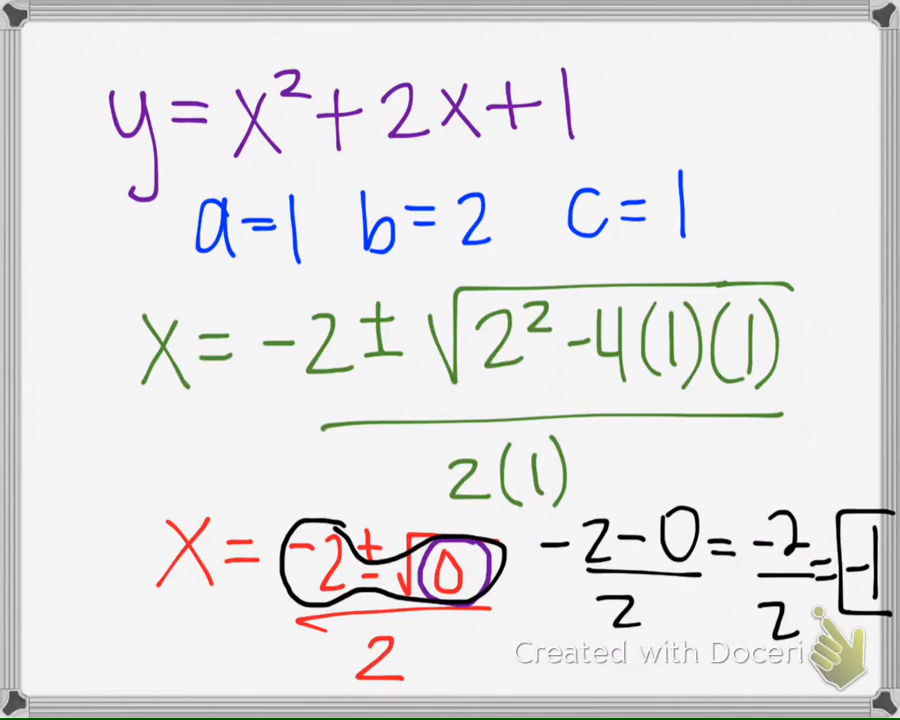 y = x² + 2x + 1
a=1 b=2 c=1
x = -2 ± √2² -4(1)(1)
2(1)
x = -2 ± √0 -2-0 = -2 = -1
2 2 2
Created with Doceri